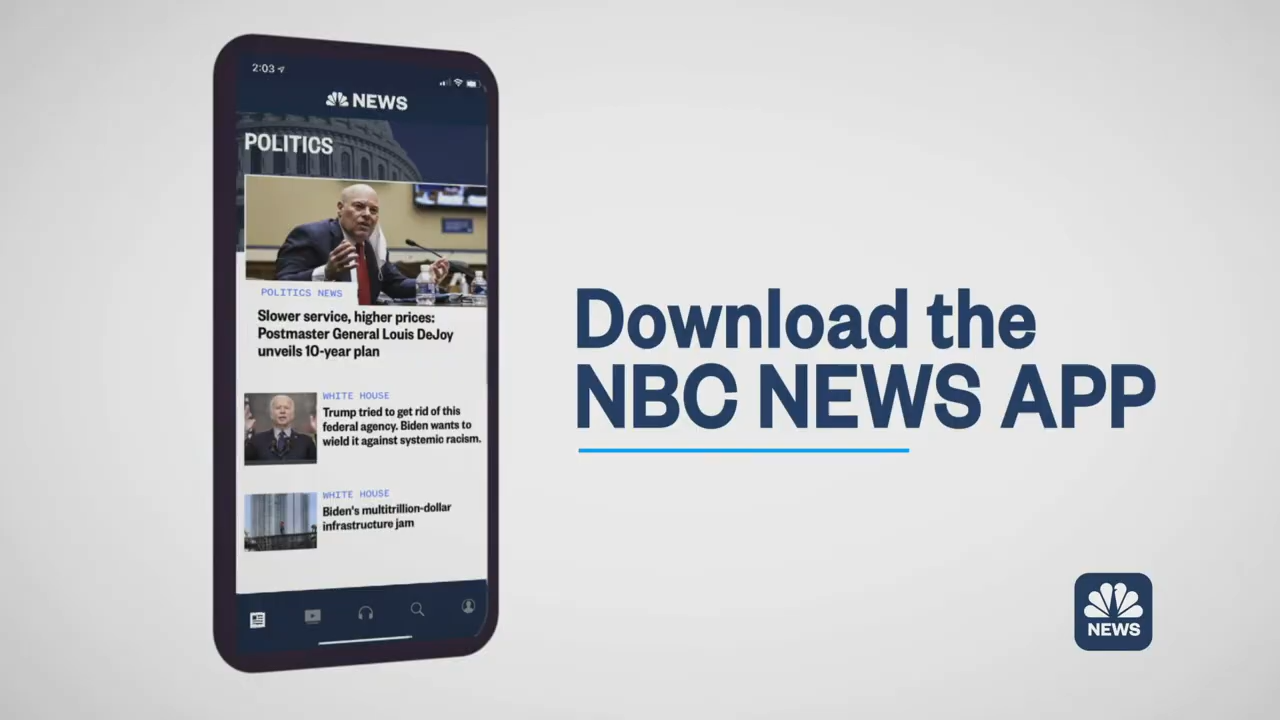 2:03
NEWS
POLITICS
POLITICS NEWS
Slower service, higher prices:
Postmaster General Louis DeJoy
unveils 10-year plan
WHITE HOUSE
Trump tried to get rid of this
federal agency. Biden wants to
wield it against systemic racism.
WHITE HOUSE
Biden's multitrillion-dollar
infrastructure jam
Download the
NBC NEWS APP
NEWS